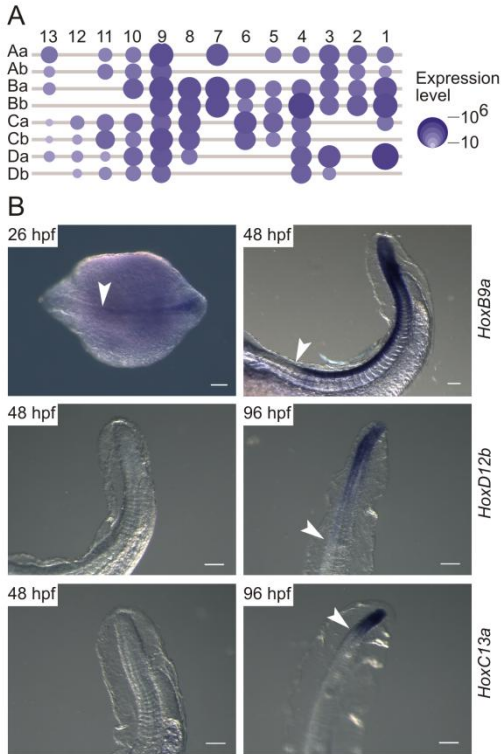 A
13 12 11 10 9 8 7 6 5 4 3 2 1
Aa
Ab
Ba
Bb
Ca
Cb
Da
Db
Expression
level
10⁶
10
B
26 hpf
48 hpf
HoxB9a
48 hpf
96 hpf
HoxD12b
48 hpf
96 hpf
HoxC13a